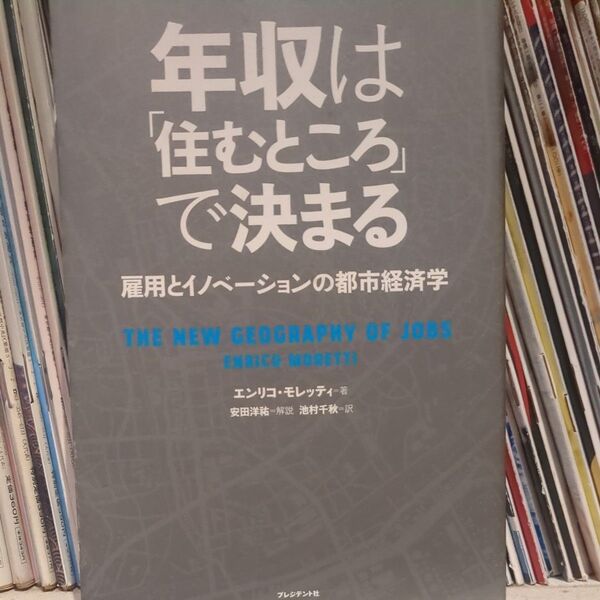 年収は
「住むところ」
で決まる
雇用とイノベーションの都市経済学
THE NEW GEOGRAPHY OF JOBS
ENRICO MORETTI
エンリコ・モレッティ=著
安田洋祐=解説 池村千秋=訳
プレジデント社